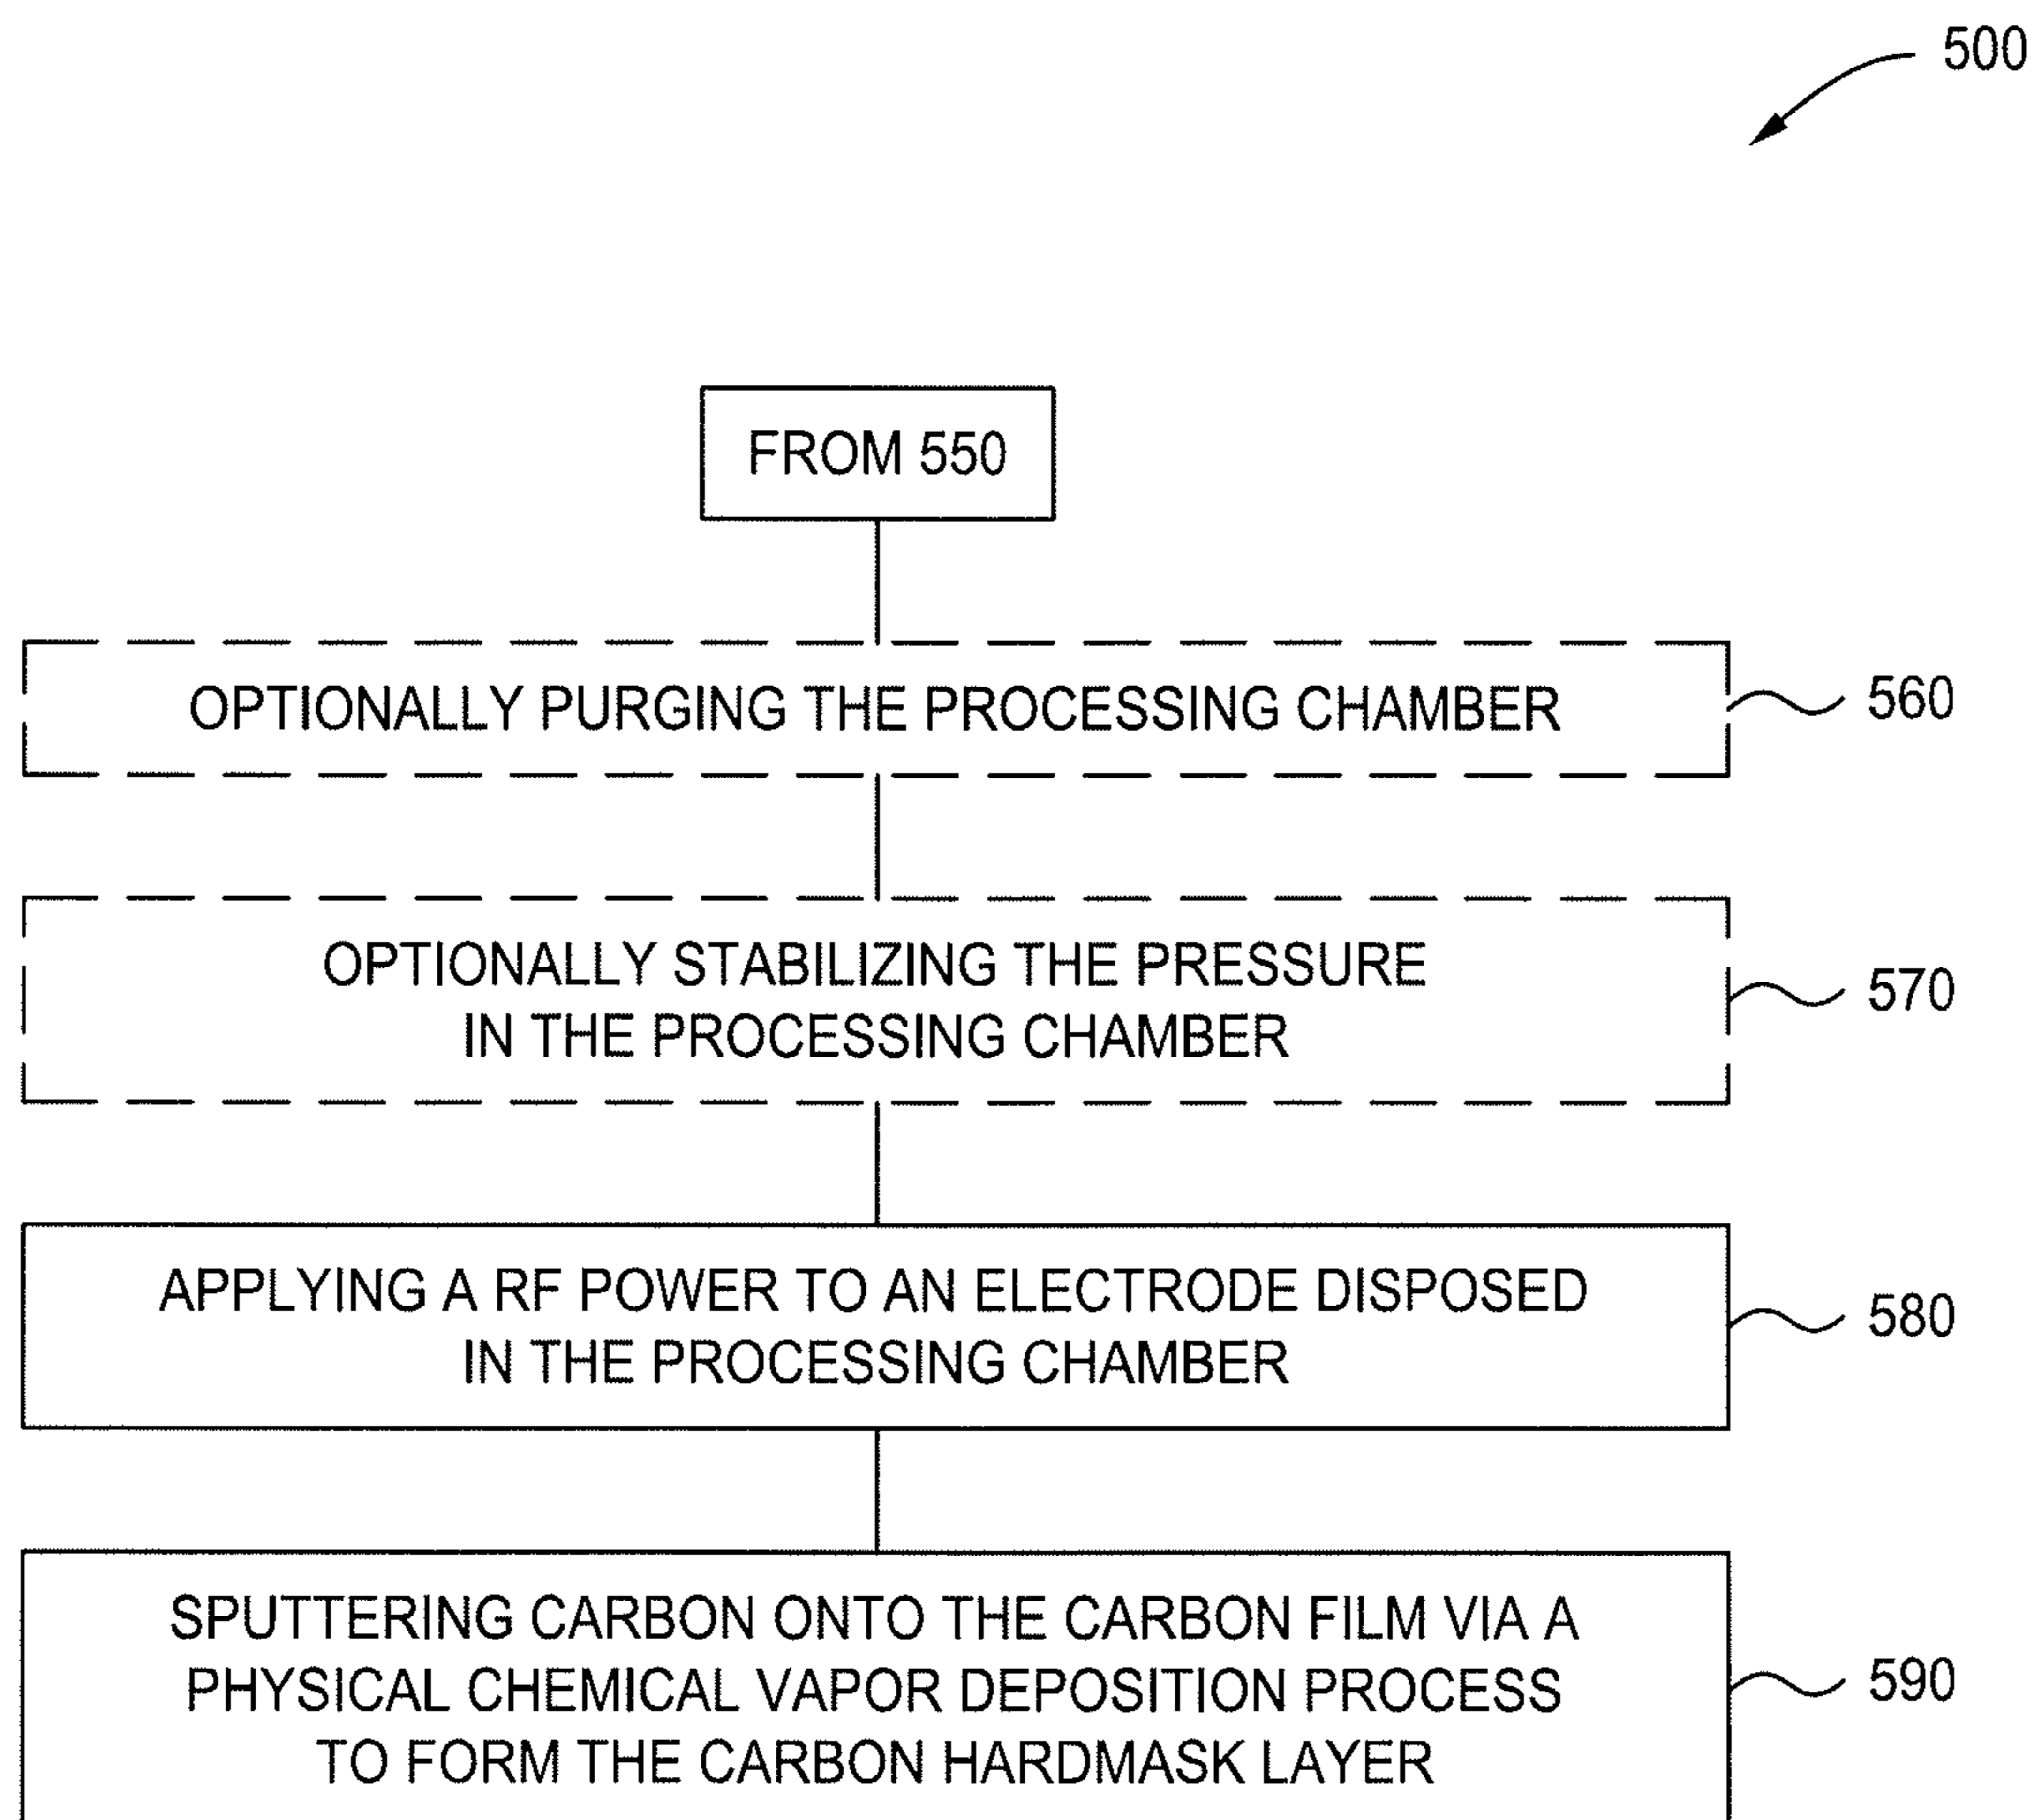 500
FROM 550
OPTIONALLY PURGING THE PROCESSING CHAMBER
560
OPTIONALLY STABILIZING THE PRESSURE
IN THE PROCESSING CHAMBER
570
APPLYING A RF POWER TO AN ELECTRODE DISPOSED
IN THE PROCESSING CHAMBER
580
SPUTTERING CARBON ONTO THE CARBON FILM VIA A
PHYSICAL CHEMICAL VAPOR DEPOSITION PROCESS
TO FORM THE CARBON HARDMASK LAYER
590